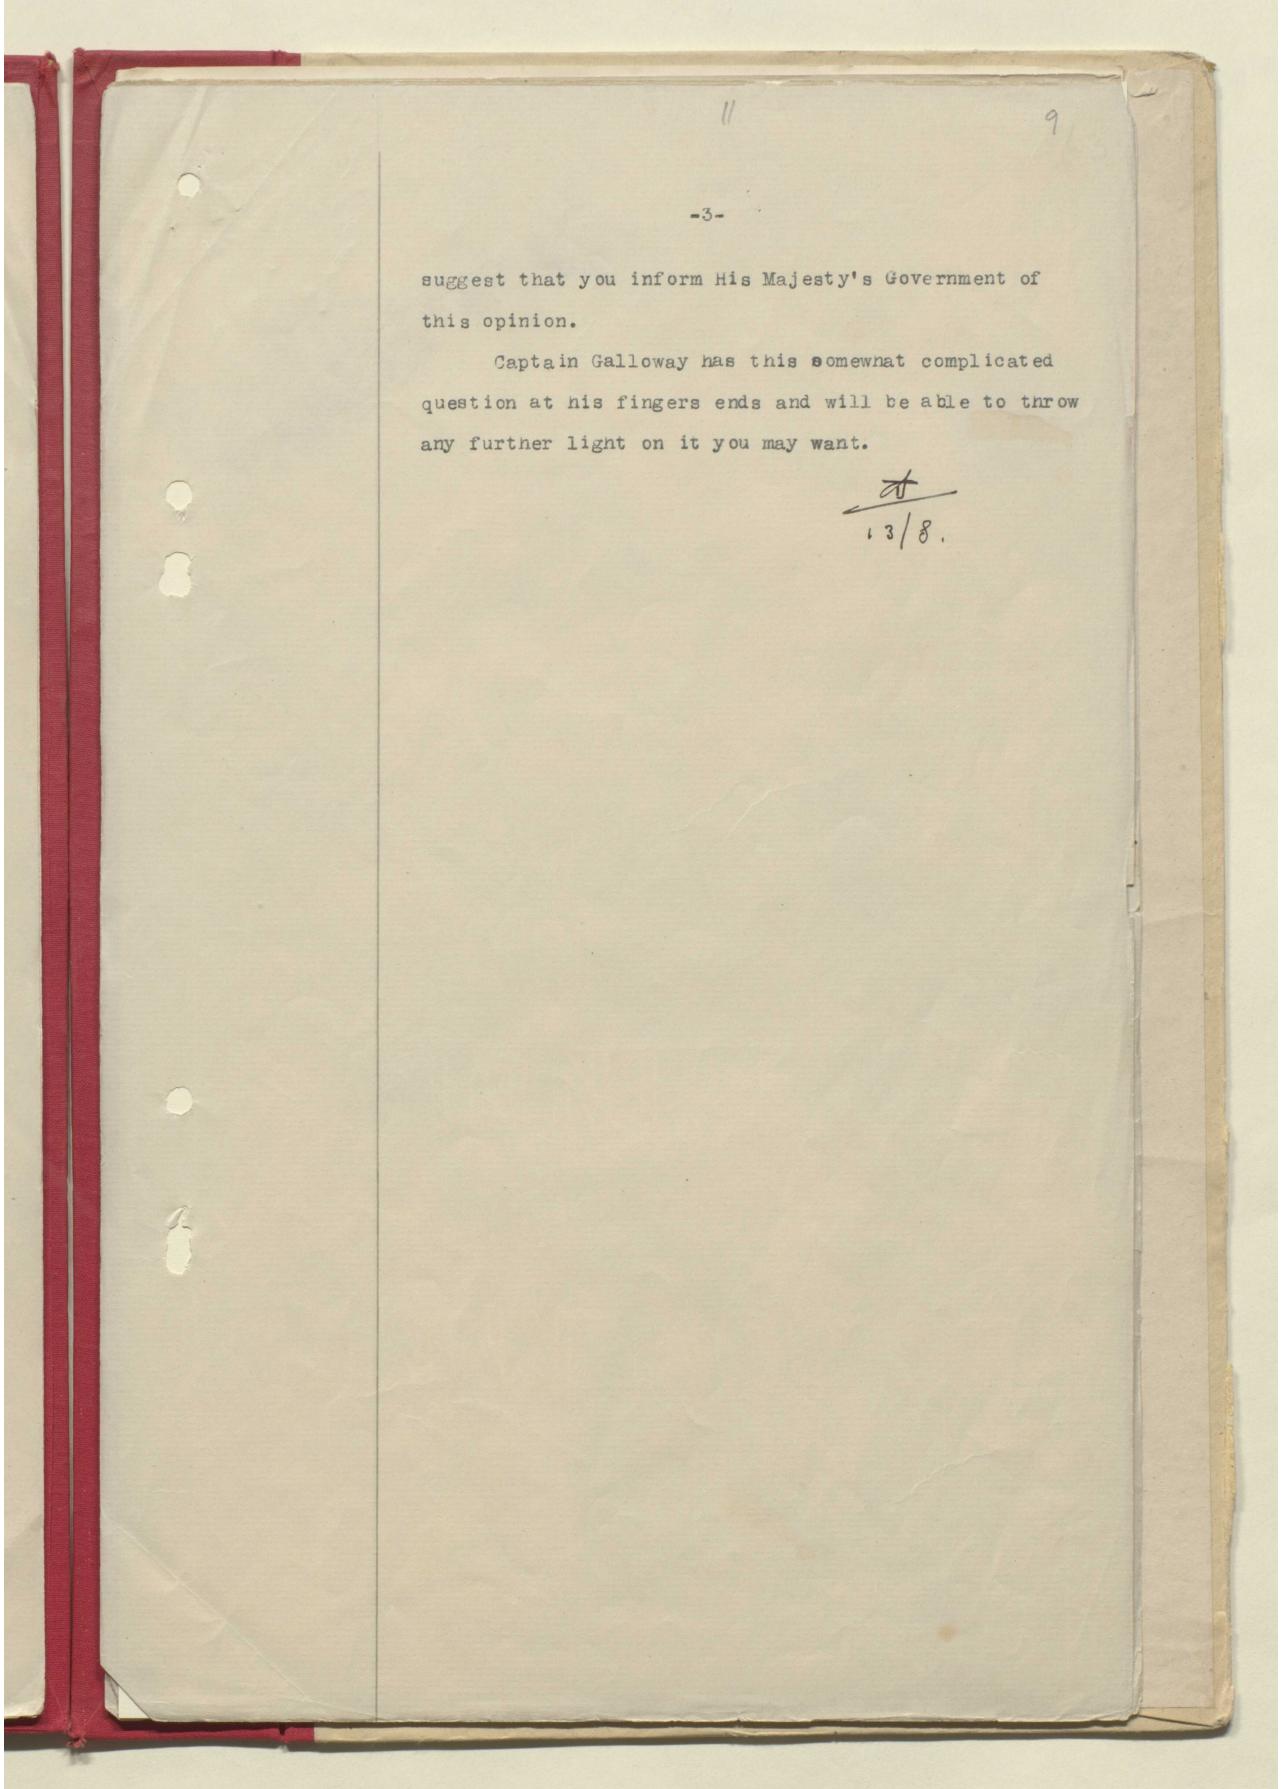 11
9
-3-
suggest that you inform His Majesty's Government of
this opinion.
Captain Galloway has this somewhat complicated
question at his fingers ends and will be able to throw
any further light on it you may want.
13/8.